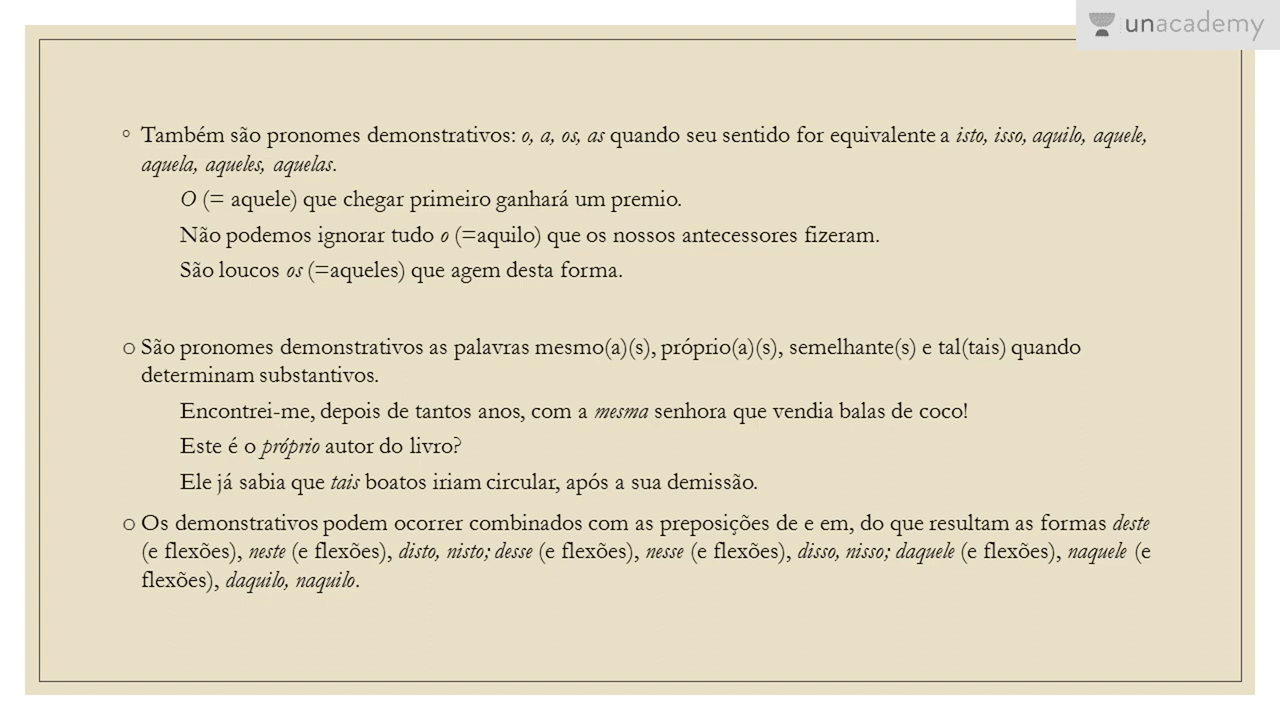 unacademy
◦ Também são pronomes demonstrativos: o, a, os, as quando seu sentido for equivalente a isto, isso, aquilo, aquele,
aquela, aqueles, aquelas.
O (= aquele) que chegar primeiro ganhará um premio.
Não podemos ignorar tudo o (=aquilo) que os nossos antecessores fizeram.
São loucos os (=aqueles) que agem desta forma.
○ São pronomes demonstrativos as palavras mesmo(a)(s), próprio(a)(s), semelhante(s) e tal(tais) quando
determinam substantivos.
Encontrei-me, depois de tantos anos, com a mesma senhora que vendia balas de coco!
Este é o próprio autor do livro?
Ele já sabia que tais boatos iriam circular, após a sua demissão.
○ Os demonstrativos podem ocorrer combinados com as preposições de e em, do que resultam as formas deste
(e flexões), neste (e flexões), disto, nisto; desse (e flexões), nesse (e flexões), disso, nisso; daquele (e flexões), naquele (e
flexões), daquilo, naquilo.